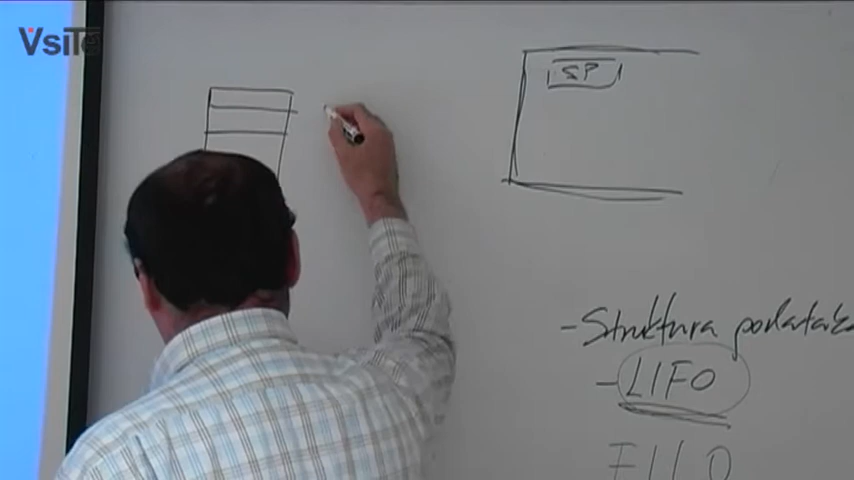 VsiTe
SP
- Struktura podataka
- LIFO
FILO